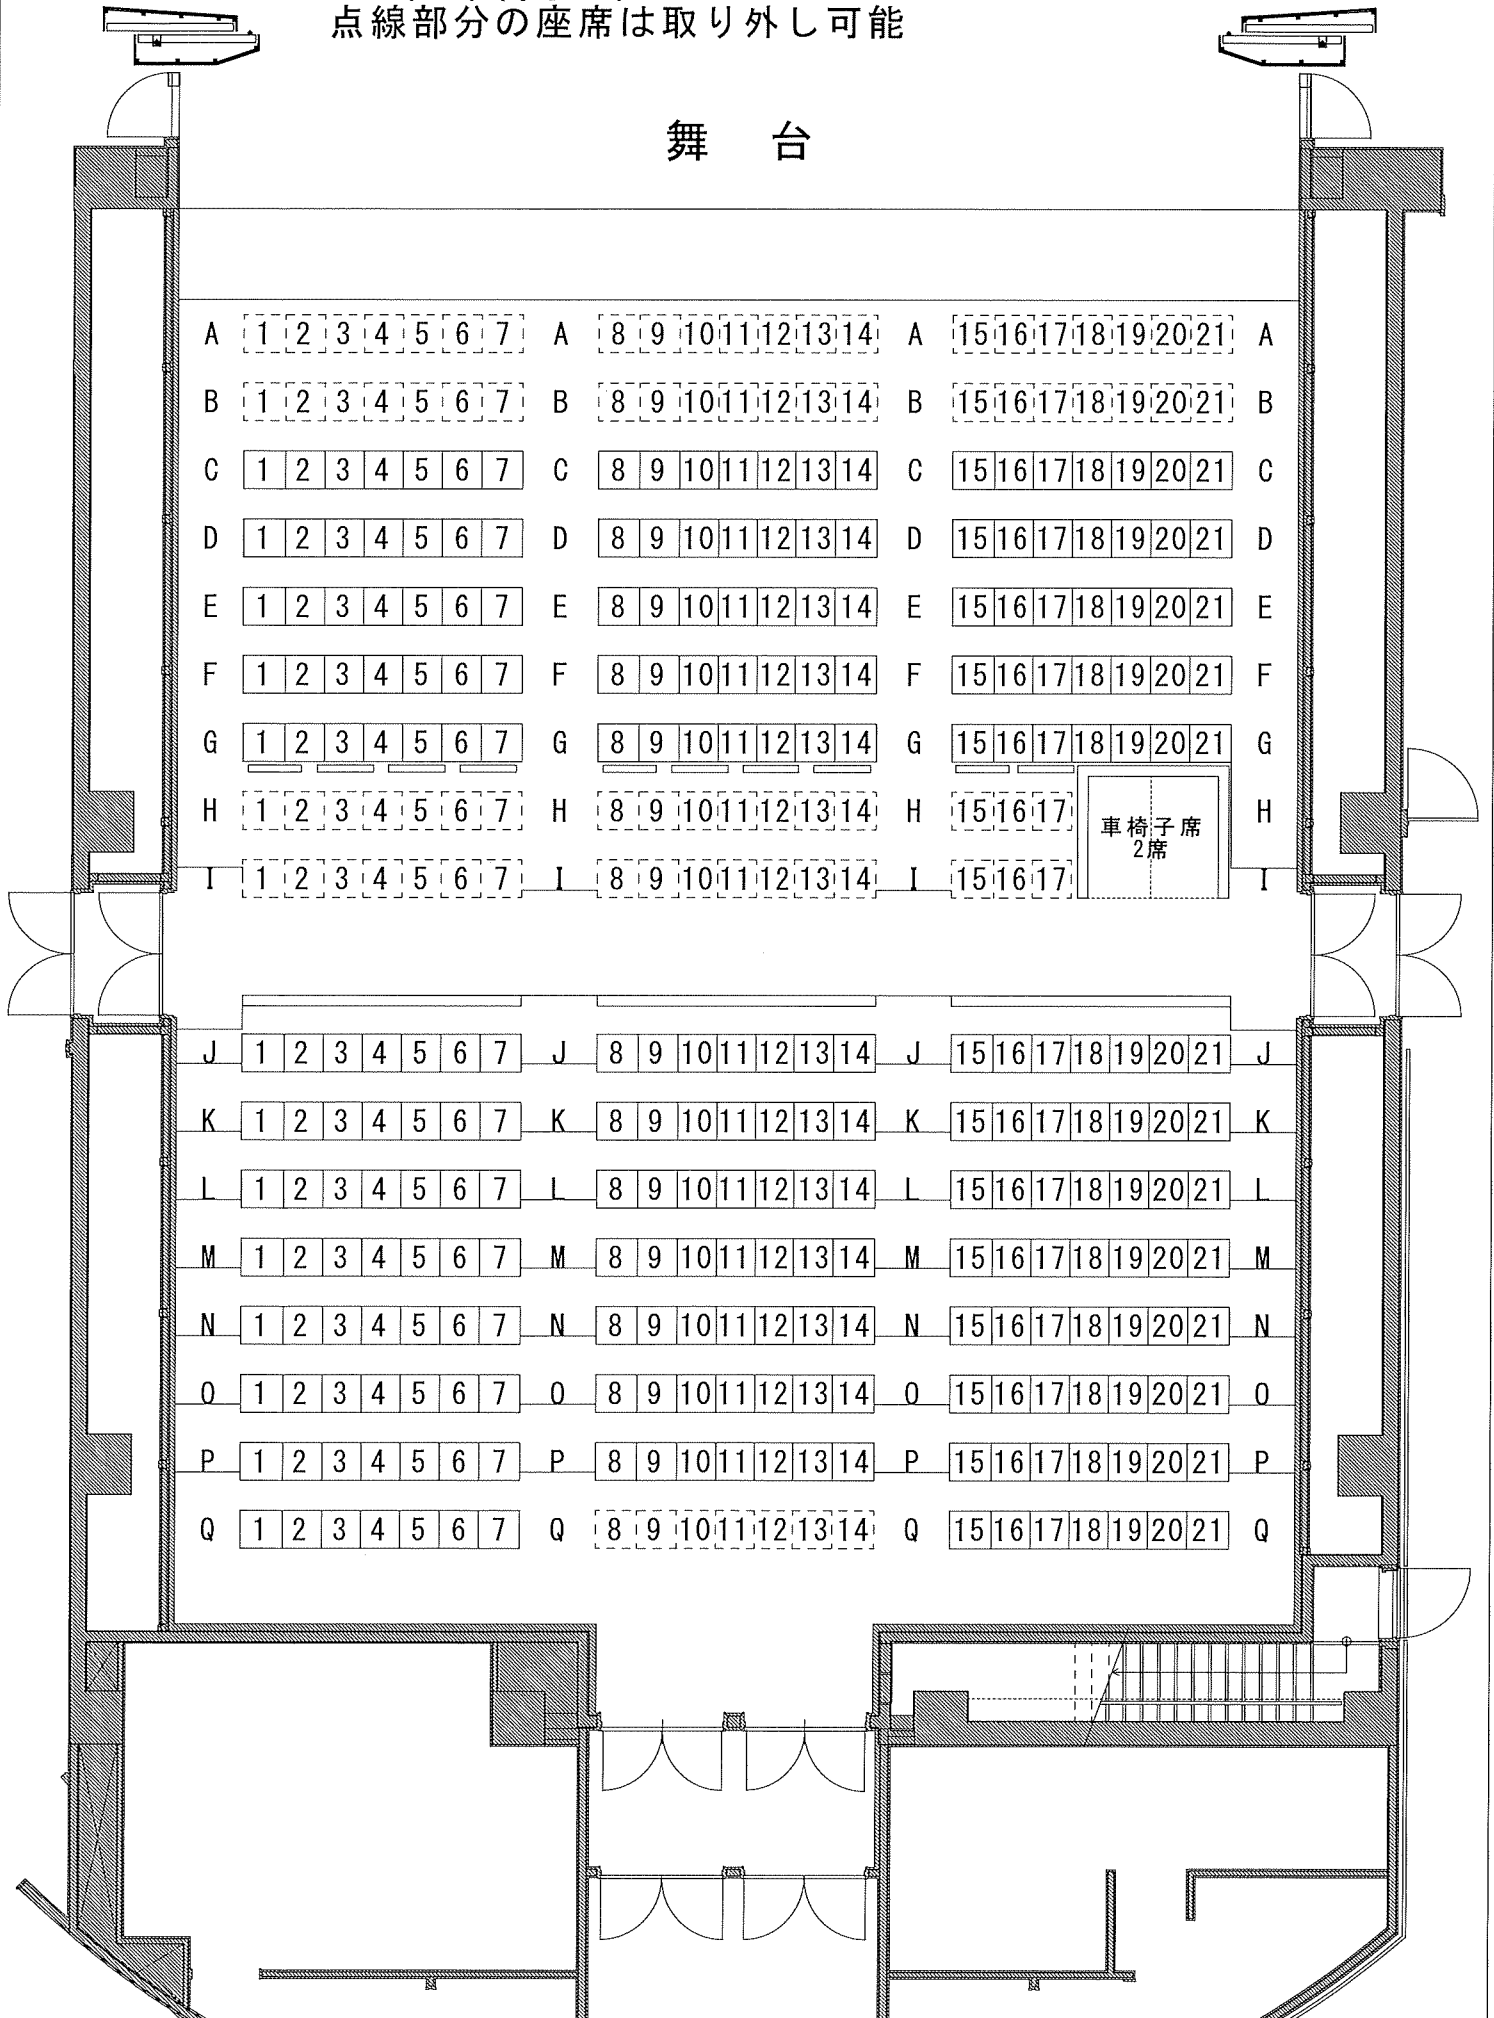 点線部分の座席は取り外し可能
舞 台
A 1 2 3 4 5 6 7 A 8 9 10 11 12 13 14 A 15 16 17 18 19 20 21 A
B 1 2 3 4 5 6 7 B 8 9 10 11 12 13 14 B 15 16 17 18 19 20 21 B
C 1 2 3 4 5 6 7 C 8 9 10 11 12 13 14 C 15 16 17 18 19 20 21 C
D 1 2 3 4 5 6 7 D 8 9 10 11 12 13 14 D 15 16 17 18 19 20 21 D
E 1 2 3 4 5 6 7 E 8 9 10 11 12 13 14 E 15 16 17 18 19 20 21 E
F 1 2 3 4 5 6 7 F 8 9 10 11 12 13 14 F 15 16 17 18 19 20 21 F
G 1 2 3 4 5 6 7 G 8 9 10 11 12 13 14 G 15 16 17 18 19 20 21 G
H 1 2 3 4 5 6 7 H 8 9 10 11 12 13 14 H 15 16 17 H
車椅子席
2席
I 1 2 3 4 5 6 7 I 8 9 10 11 12 13 14 I 15 16 17 I
J 1 2 3 4 5 6 7 J 8 9 10 11 12 13 14 J 15 16 17 18 19 20 21 J
K 1 2 3 4 5 6 7 K 8 9 10 11 12 13 14 K 15 16 17 18 19 20 21 K
L 1 2 3 4 5 6 7 L 8 9 10 11 12 13 14 L 15 16 17 18 19 20 21 L
M 1 2 3 4 5 6 7 M 8 9 10 11 12 13 14 M 15 16 17 18 19 20 21 M
N 1 2 3 4 5 6 7 N 8 9 10 11 12 13 14 N 15 16 17 18 19 20 21 N
O 1 2 3 4 5 6 7 O 8 9 10 11 12 13 14 O 15 16 17 18 19 20 21 O
P 1 2 3 4 5 6 7 P 8 9 10 11 12 13 14 P 15 16 17 18 19 20 21 P
Q 1 2 3 4 5 6 7 Q 8 9 10 11 12 13 14 Q 15 16 17 18 19 20 21 Q